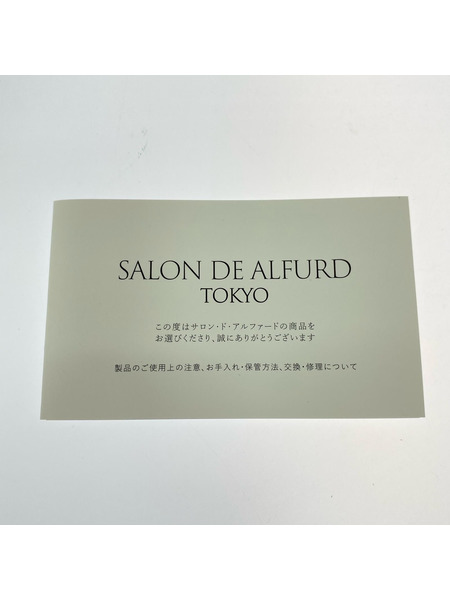 SALON DE ALFURD
TOKYO
この度はサロン・ド・アルファードの商品を
お選びくださり、誠にありがとうございます
製品のご使用上の注意、お手入れ・保管方法、交換・修理について